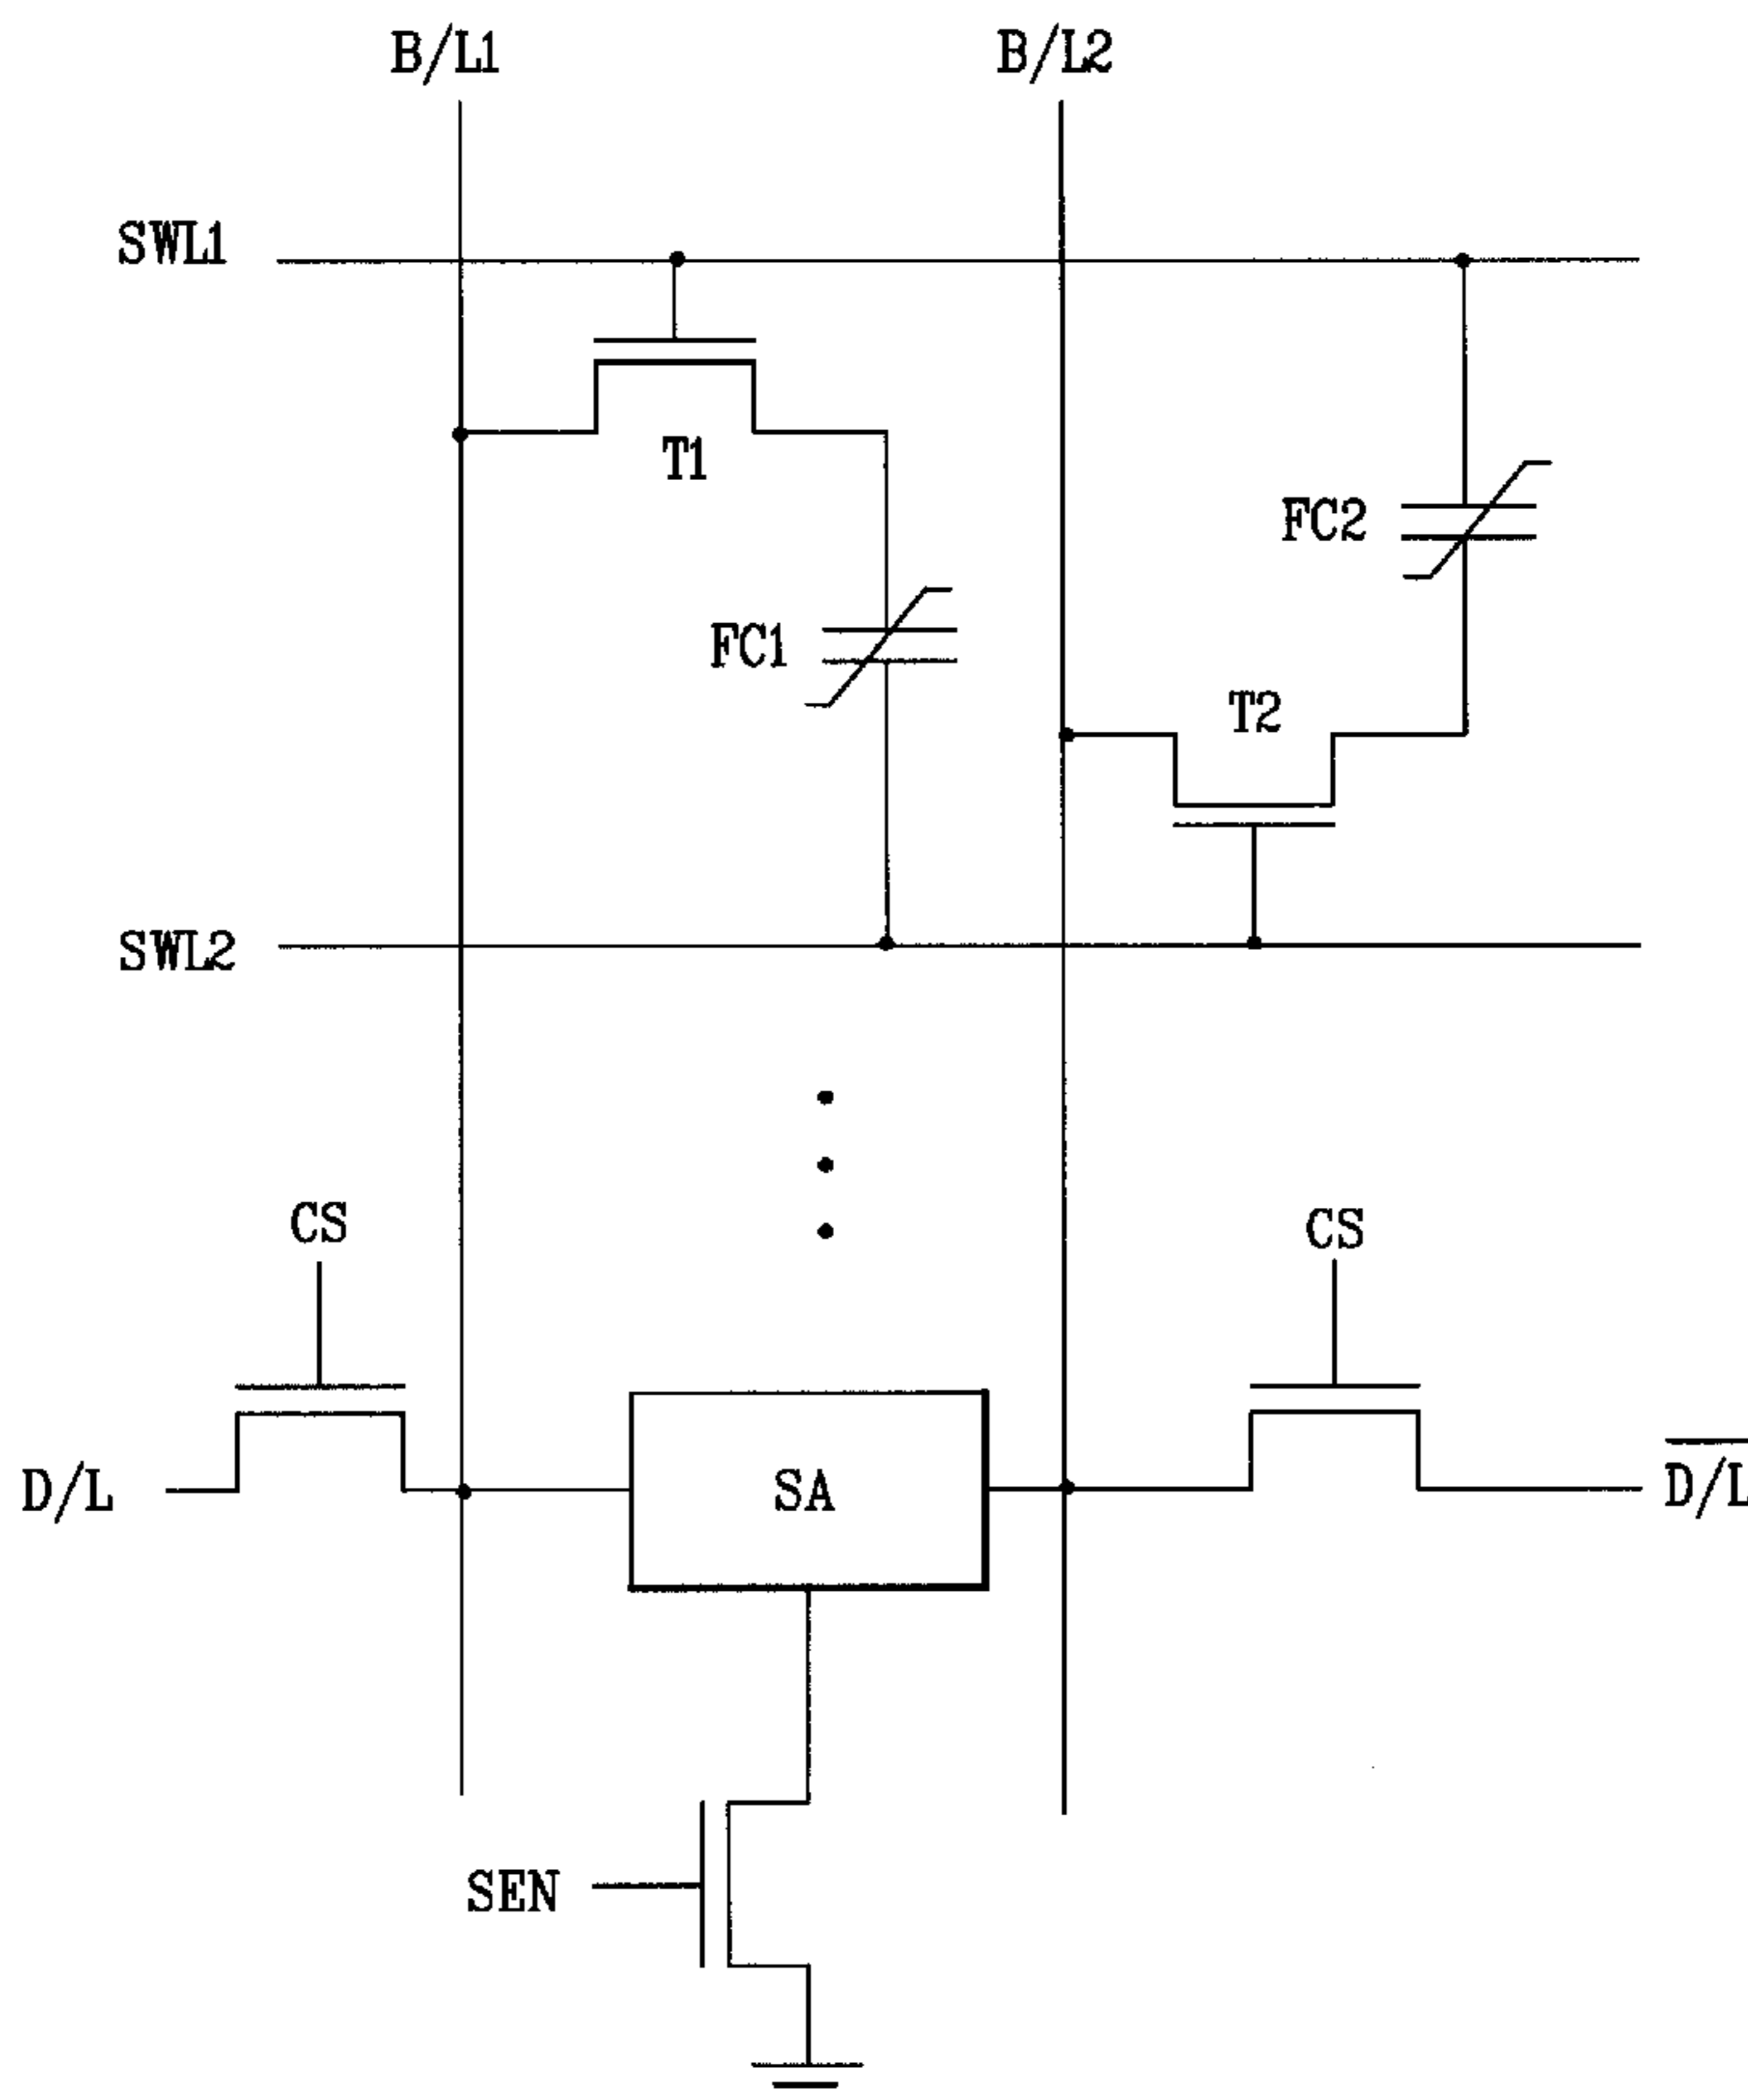 B/L1 B/L2
SWL1
T1
FC2
FC1
T2
SWL2
CS CS
D/L SA D̅/̅L̅
SEN